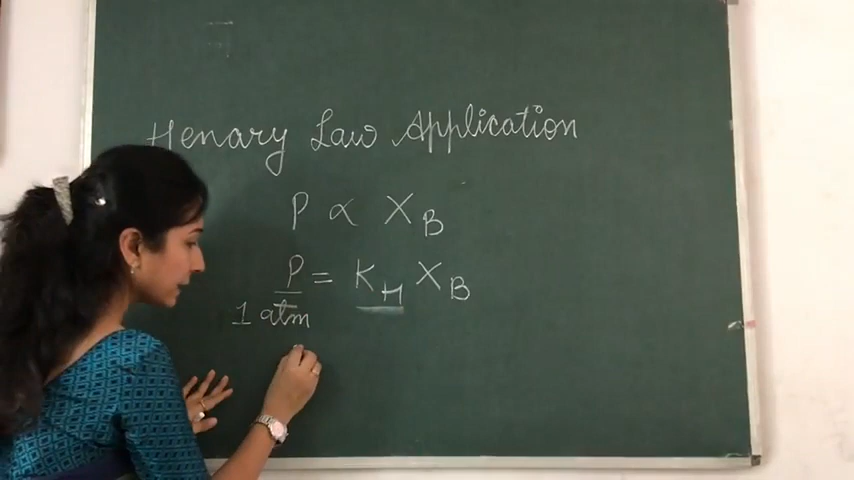 Henary Law Application
P ∝ X_B
P = K_H X_B
1 atm